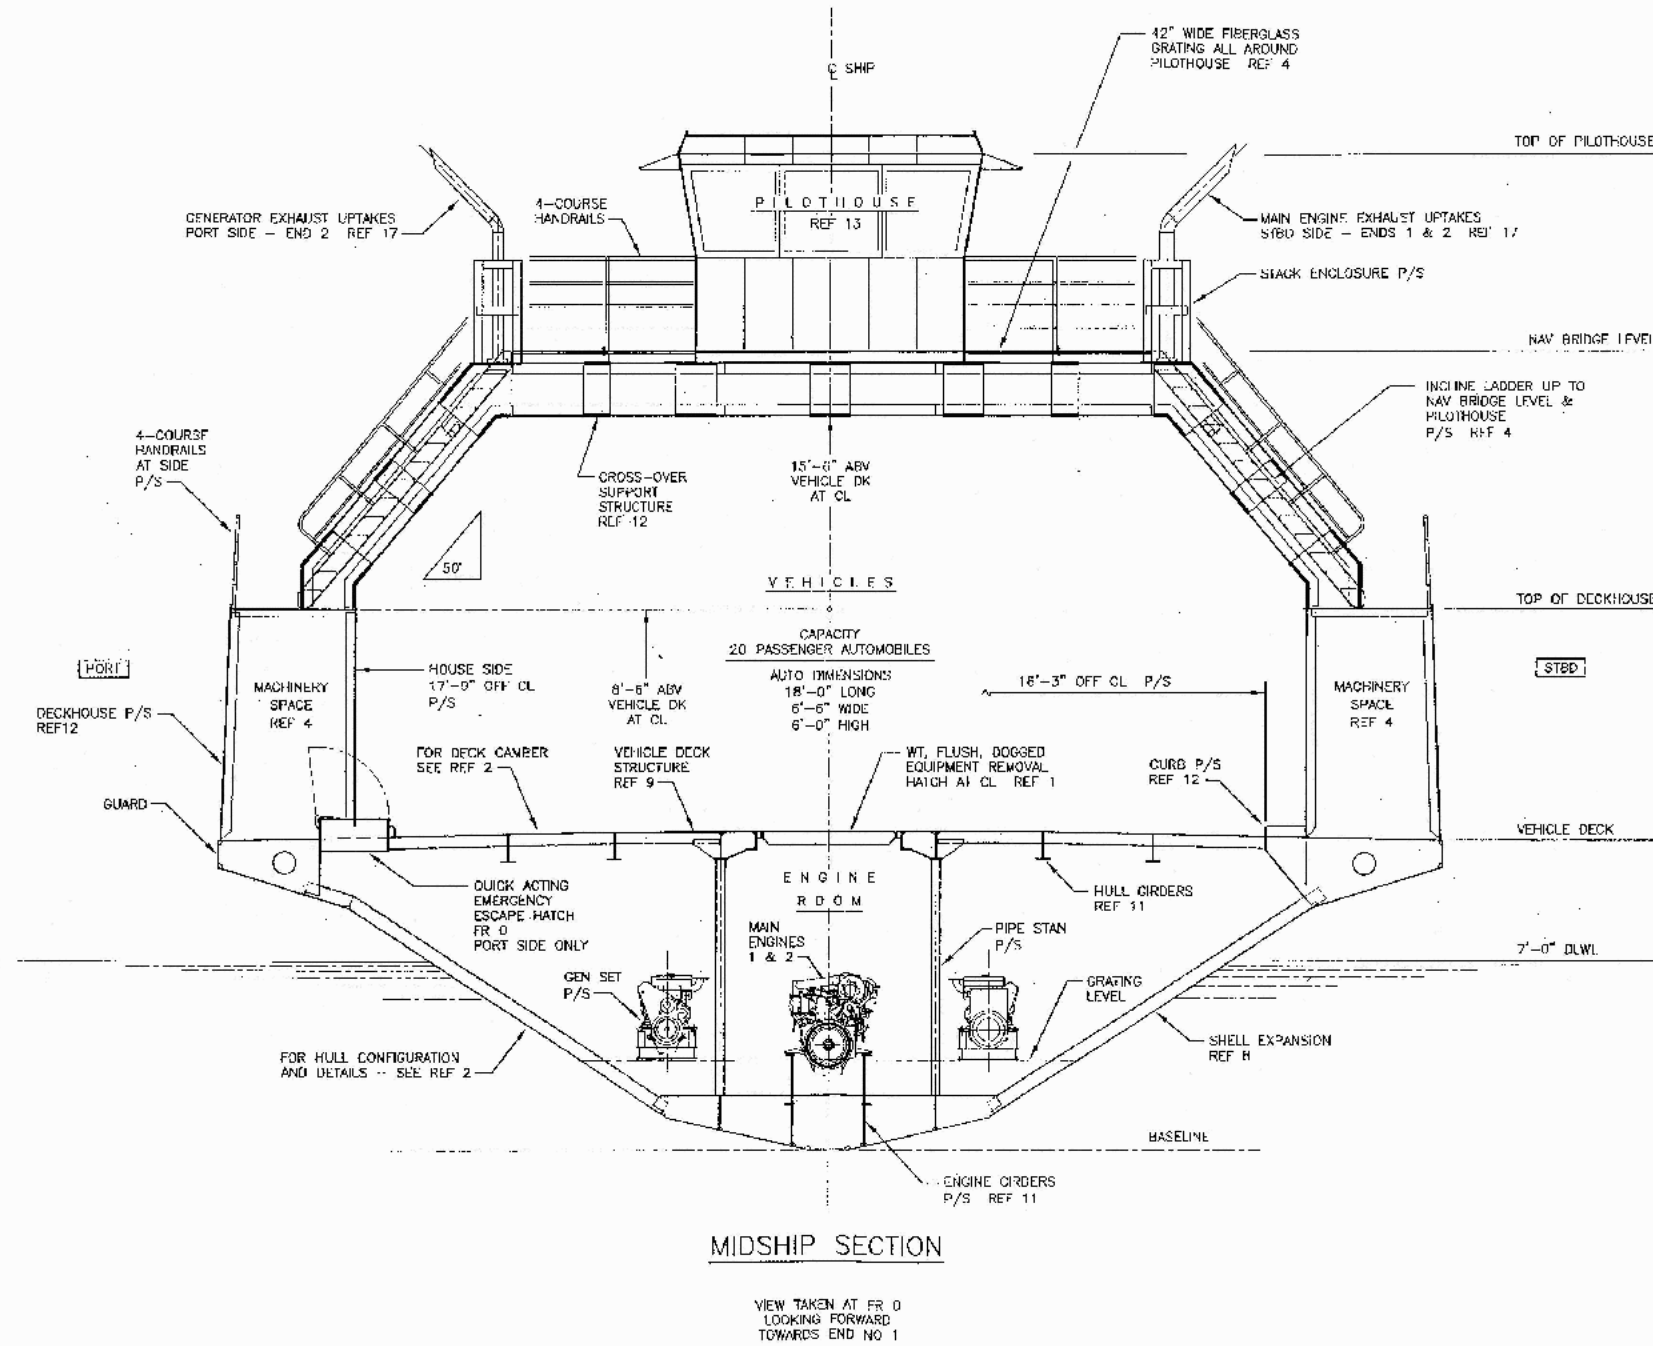 42" WIDE FIBERGLASS
GRATING ALL AROUND
PILOTHOUSE REF 4
℄ SHIP
TOP OF PILOTHOUSE
4-COURSE
HANDRAILS
PILOTHOUSE
REF 13
GENERATOR EXHAUST UPTAKES
PORT SIDE - END 2 REF 17
MAIN ENGINE EXHAUST UPTAKES
STBD SIDE - ENDS 1 & 2 REF 17
STACK ENCLOSURE P/S
NAV BRIDGE LEVEL
INCLINE LADDER UP TO
NAV BRIDGE LEVEL &
PILOTHOUSE
P/S REF 4
4-COURSE
HANDRAILS
AT SIDE
P/S
CROSS-OVER
SUPPORT
STRUCTURE
REF 12
15'-6" ABV
VEHICLE DK
AT CL
50°
VEHICLES
TOP OF DECKHOUSE
CAPACITY
20 PASSENGER AUTOMOBILES
AUTO DIMENSIONS
18'-0" LONG
6'-6" WIDE
6'-0" HIGH
PORT
STBD
MACHINERY
SPACE
REF 4
HOUSE SIDE
17'-9" OFF CL
P/S
8'-6" ABV
VEHICLE DK
AT CL
16'-3" OFF CL P/S
MACHINERY
SPACE
REF 4
DECKHOUSE P/S
REF12
FOR DECK CAMBER
SEE REF 2
VEHICLE DECK
STRUCTURE
REF 9
WT, FLUSH, DOGGED
EQUIPMENT REMOVAL
HATCH AT CL REF 1
CURB P/S
REF 12
GUARD
VEHICLE DECK
QUICK ACTING
EMERGENCY
ESCAPE HATCH
FR 0
PORT SIDE ONLY
ENGINE
ROOM
HULL GIRDERS
REF 11
MAIN
ENGINES
1 & 2
PIPE STAN
P/S
7'-0" DLWL
GEN SET
P/S
GRATING
LEVEL
FOR HULL CONFIGURATION
AND DETAILS -- SEE REF 2
SHELL EXPANSION
REF 8
BASELINE
ENGINE GIRDERS
P/S REF 11
MIDSHIP SECTION
VIEW TAKEN AT FR 0
LOOKING FORWARD
TOWARDS END NO 1